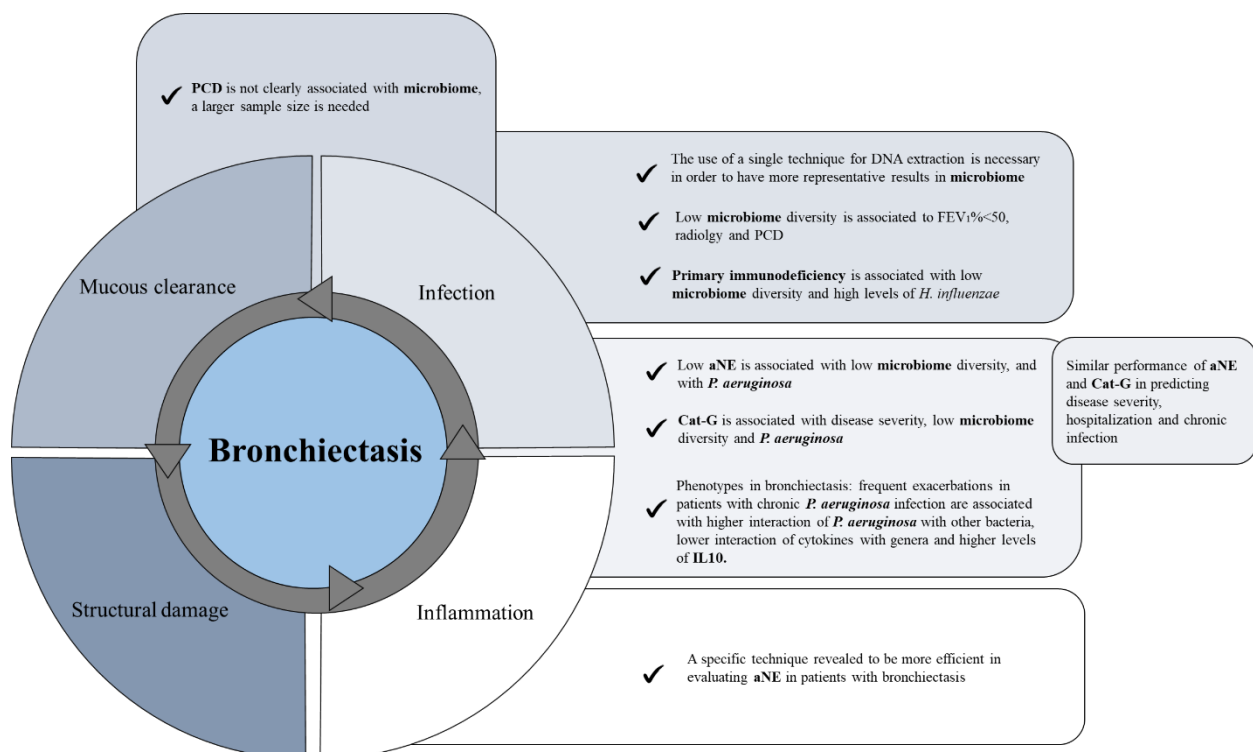 PCD is not clearly associated with microbiome,
a larger sample size is needed
The use of a single technique for DNA extraction is necessary
in order to have more representative results in microbiome
Low microbiome diversity is associated to FEV₁%<50,
radiolgy and PCD
Primary immunodeficiency is associated with low
microbiome diversity and high levels of H. influenzae
Mucous clearance
Infection
Low aNE is associated with low microbiome diversity, and
with P. aeruginosa
Cat-G is associated with disease severity, low microbiome
diversity and P. aeruginosa
Phenotypes in bronchiectasis: frequent exacerbations in
patients with chronic P. aeruginosa infection are associated
with higher interaction of P. aeruginosa with other bacteria,
lower interaction of cytokines with genera and higher levels
of IL10.
Similar performance of aNE
and Cat-G in predicting
disease severity,
hospitalization and chronic
infection
Bronchiectasis
Structural damage
Inflammation
A specific technique revealed to be more efficient in
evaluating aNE in patients with bronchiectasis